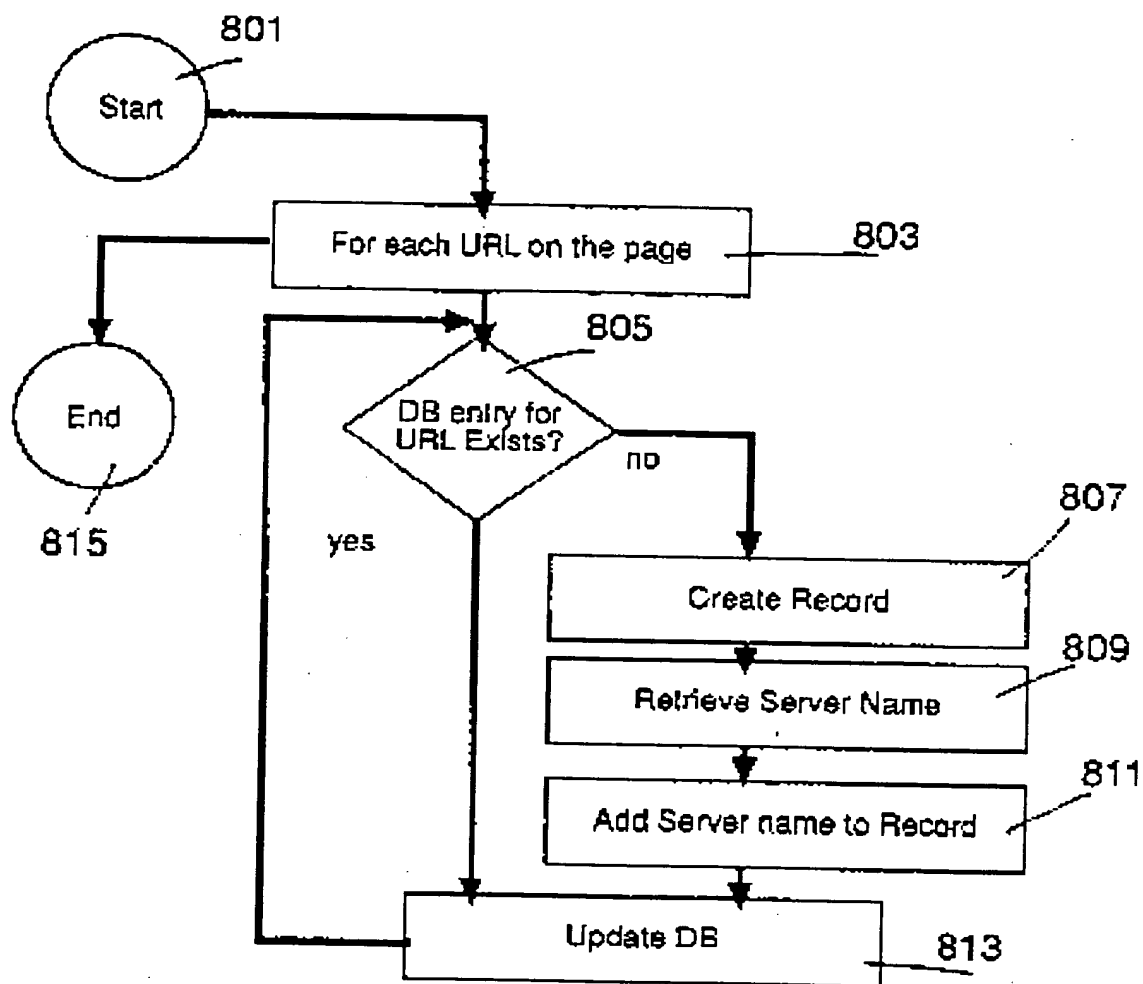 801
Start
For each URL on the page
803
805
DB entry for
URL Exists?
no
End
815
yes
807
Create Record
809
Retrieve Server Name
811
Add Server name to Record
Update DB
813